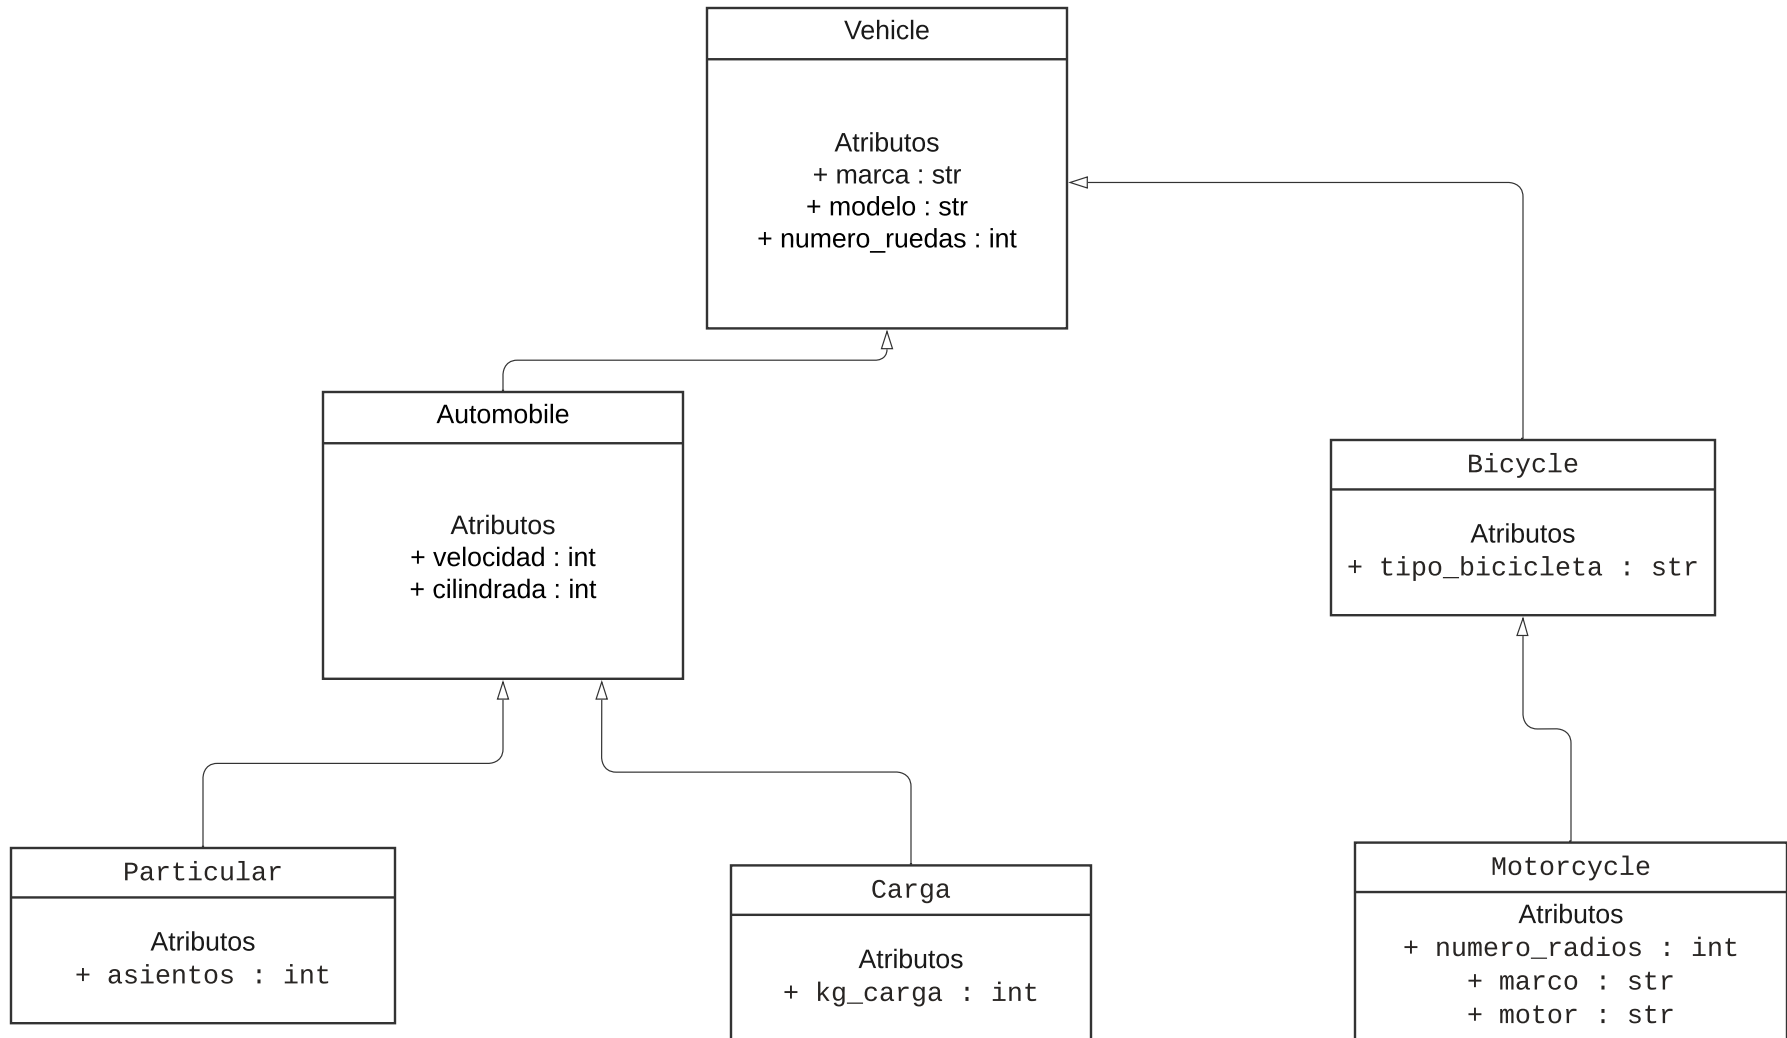 Vehicle
Atributos
+ marca : str
+ modelo : str
+ numero_ruedas : int
Automobile
Atributos
+ velocidad : int
+ cilindrada : int
Bicycle
Atributos
+ tipo_bicicleta : str
Particular
Atributos
+ asientos : int
Carga
Atributos
+ kg_carga : int
Motorcycle
Atributos
+ numero_radios : int
+ marco : str
+ motor : str